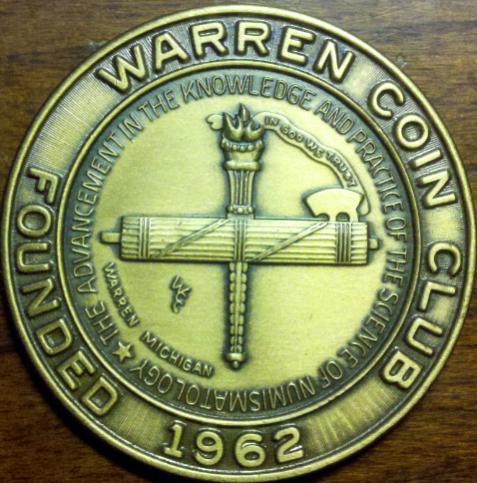 WARREN COIN CLUB
FOUNDED 1962
THE ADVANCEMENT IN THE KNOWLEDGE AND PRACTICE OF THE SCIENCE OF NUMISMATOLOGY
IN GOD WE TRUST
WCC
WARREN MICHIGAN